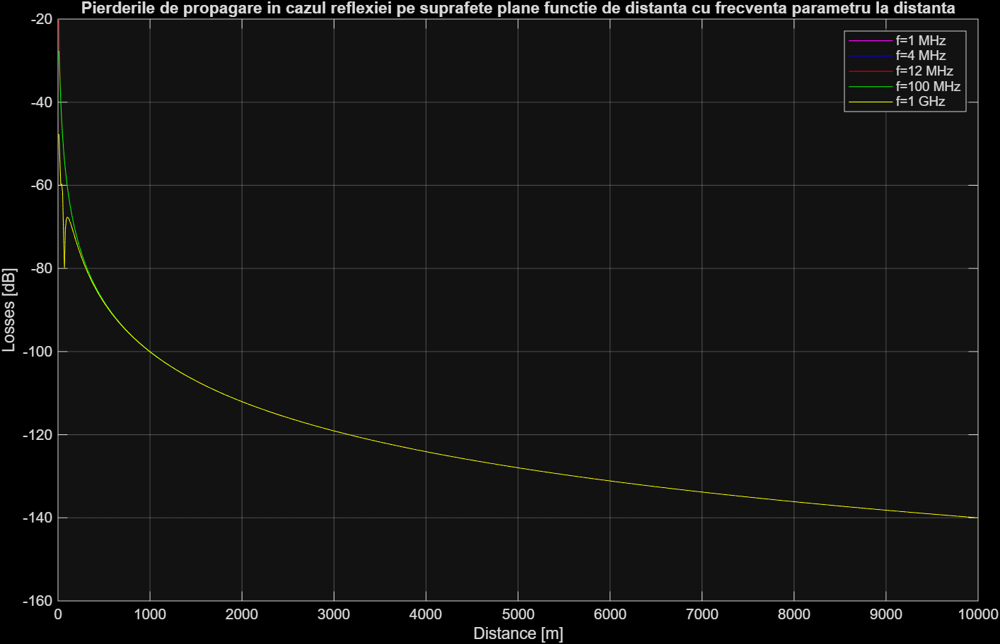 Pierderile de propagare in cazul reflexiei pe suprafete plane functie de distanta cu frecventa parametru la distanta
f=1 MHz
f=4 MHz
f=12 MHz
f=100 MHz
f=1 GHz
-20
-40
-60
-80
-100
-120
-140
-160
Losses [dB]
0 1000 2000 3000 4000 5000 6000 7000 8000 9000 10000
Distance [m]